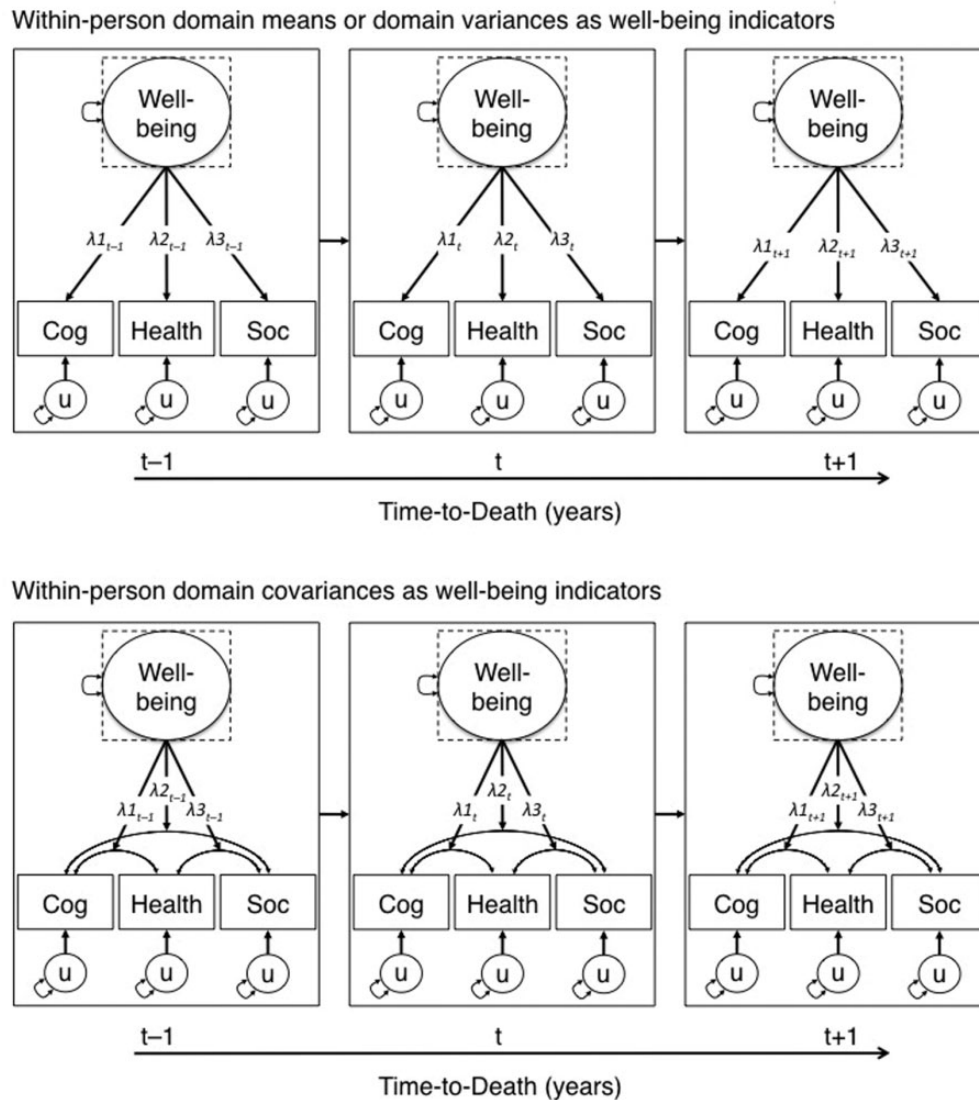 Within-person domain means or domain variances as well-being indicators
Well-
being
Well-
being
Well-
being
λ1t–1 λ2t–1 λ3t–1
λ1t λ2t λ3t
λ1t+1 λ2t+1 λ3t+1
Cog Health Soc
Cog Health Soc
Cog Health Soc
u u u
u u u
u u u
t–1 t t+1
Time-to-Death (years)
Within-person domain covariances as well-being indicators
Well-
being
Well-
being
Well-
being
λ1t–1 λ2t–1 λ3t–1
λ1t λ2t λ3t
λ1t+1 λ2t+1 λ3t+1
Cog Health Soc
Cog Health Soc
Cog Health Soc
u u u
u u u
u u u
t–1 t t+1
Time-to-Death (years)